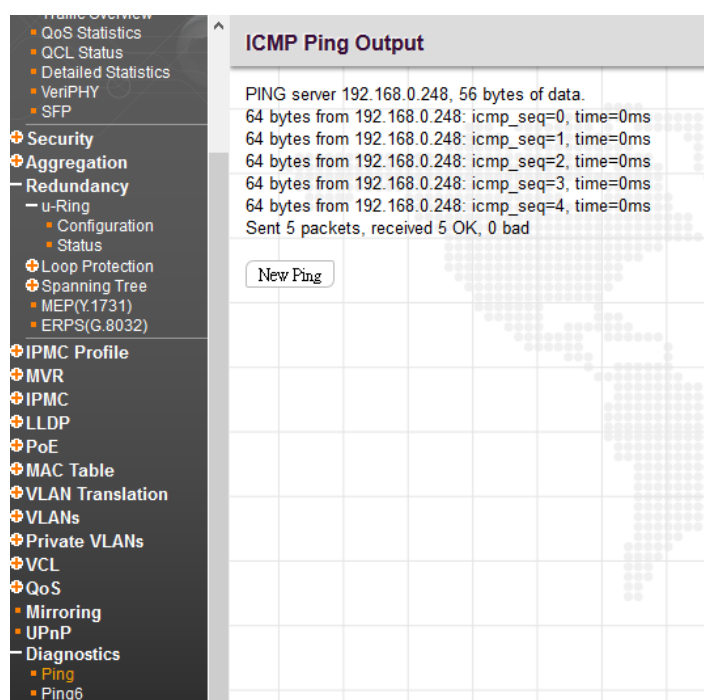 Traffic Overview
QoS Statistics
QCL Status
Detailed Statistics
VeriPHY
SFP
Security
Aggregation
Redundancy
u-Ring
Configuration
Status
Loop Protection
Spanning Tree
MEP(Y.1731)
ERPS(G.8032)
IPMC Profile
MVR
IPMC
LLDP
PoE
MAC Table
VLAN Translation
VLANs
Private VLANs
VCL
QoS
Mirroring
UPnP
Diagnostics
Ping
Ping6
ICMP Ping Output
PING server 192.168.0.248, 56 bytes of data.
64 bytes from 192.168.0.248: icmp_seq=0, time=0ms
64 bytes from 192.168.0.248: icmp_seq=1, time=0ms
64 bytes from 192.168.0.248: icmp_seq=2, time=0ms
64 bytes from 192.168.0.248: icmp_seq=3, time=0ms
64 bytes from 192.168.0.248: icmp_seq=4, time=0ms
Sent 5 packets, received 5 OK, 0 bad
New Ping